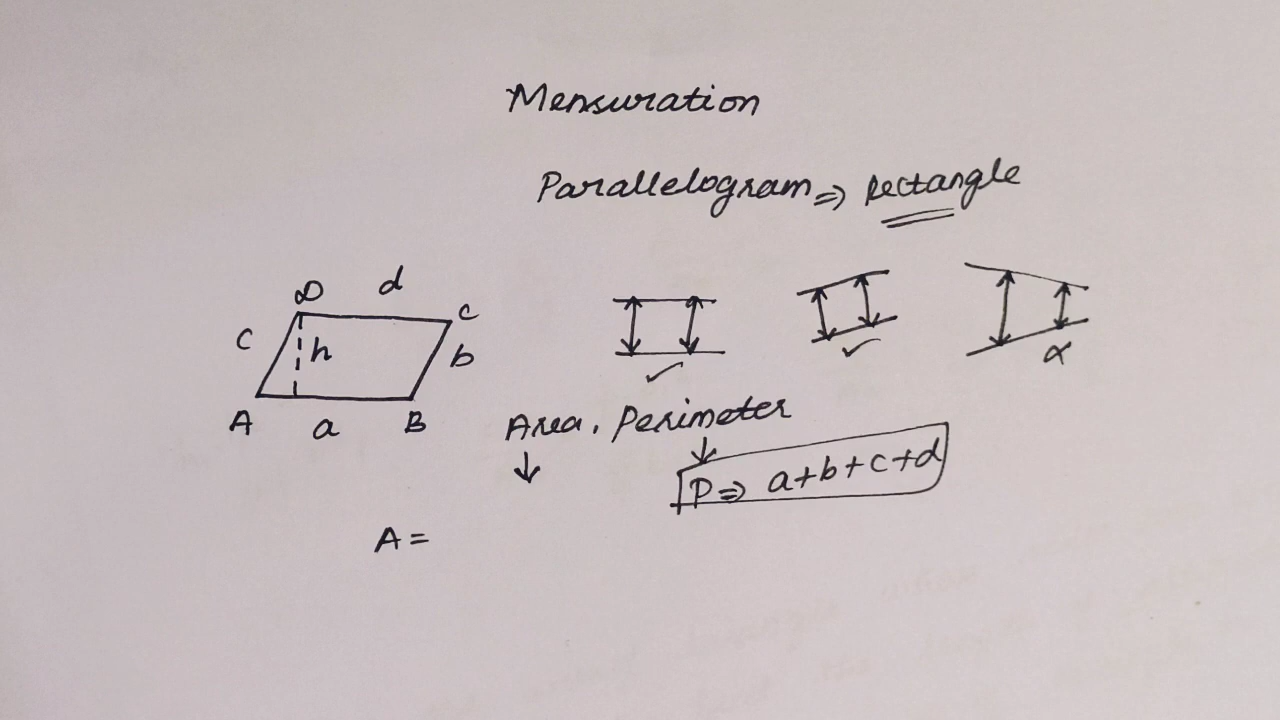 Mensuration
Parallelogram ⇒ Rectangle
d
D C
C h b
A a B
Area, Perimeter
P ⇒ a+b+c+d
A =